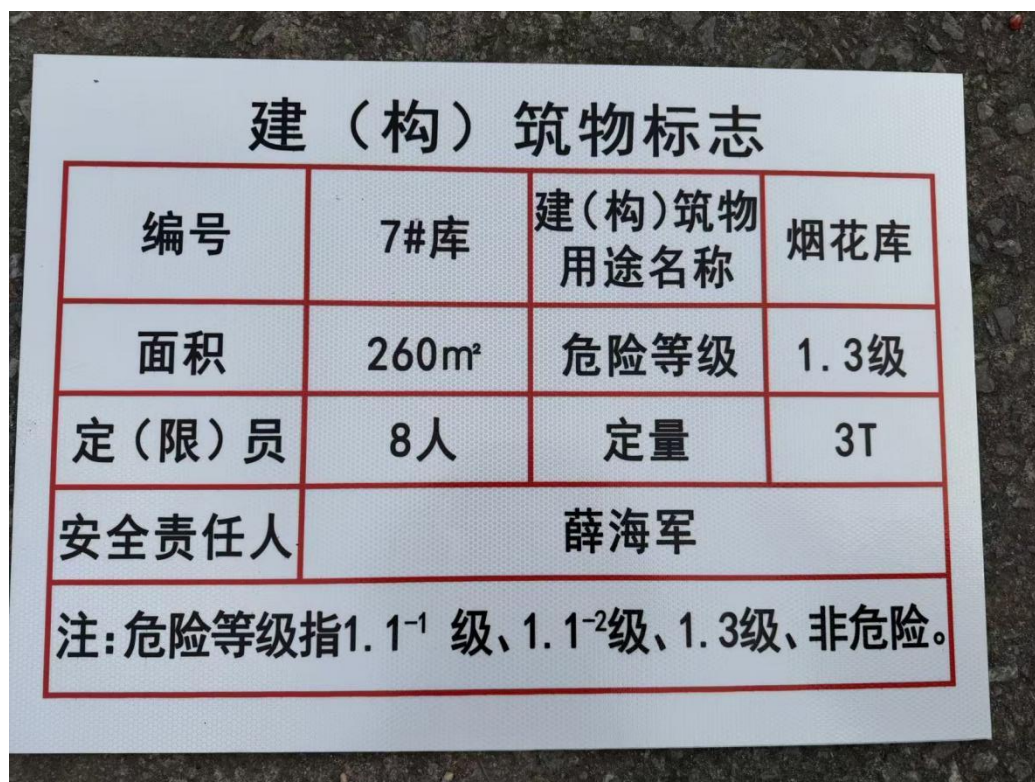 建（构）筑物标志
编号 7#库 建(构)筑物用途名称 烟花库
面积 260m² 危险等级 1.3级
定（限）员 8人 定量 3T
安全责任人 薛海军
注:危险等级指1.1⁻¹ 级、1.1⁻²级、1.3级、非危险。